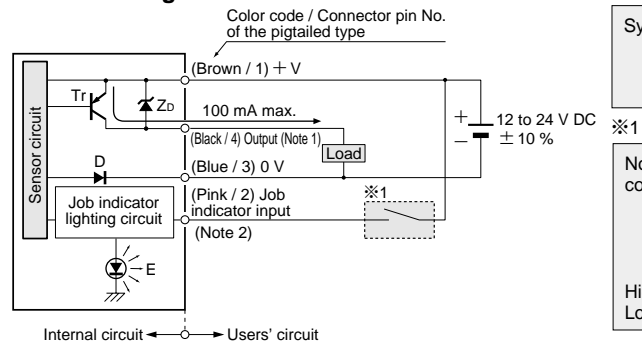 Color code / Connector pin No.
of the pigtailed type
(Brown / 1) + V
Tr
ZD
100 mA max.
(Black / 4) Output (Note 1)
Load
+
−
12 to 24 V DC
± 10 %
Sensor circuit
D
(Blue / 3) 0 V
(Pink / 2) Job
indicator input
(Note 2)
※1
Job indicator
lighting circuit
E
Internal circuit
Users' circuit
Sy
※1
No
co
Hi
Lo